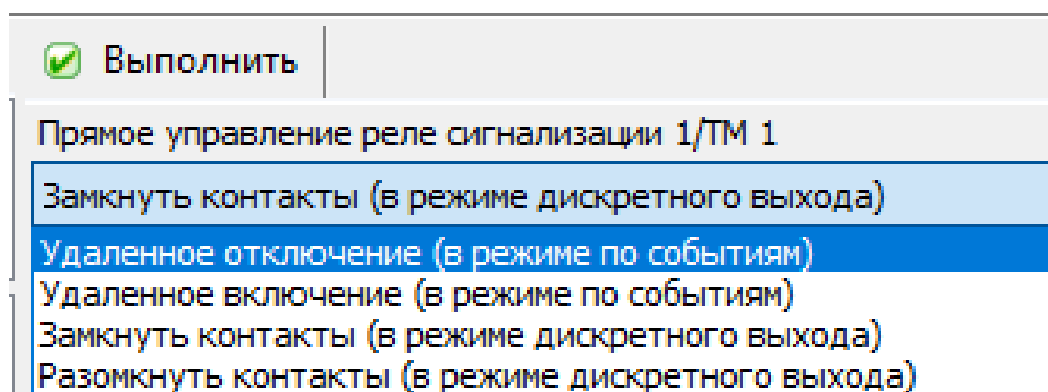 Выполнить
Прямое управление реле сигнализации 1/ТМ 1
Замкнуть контакты (в режиме дискретного выхода)
Удаленное отключение (в режиме по событиям)
Удаленное включение (в режиме по событиям)
Замкнуть контакты (в режиме дискретного выхода)
Разомкнуть контакты (в режиме дискретного выхода)